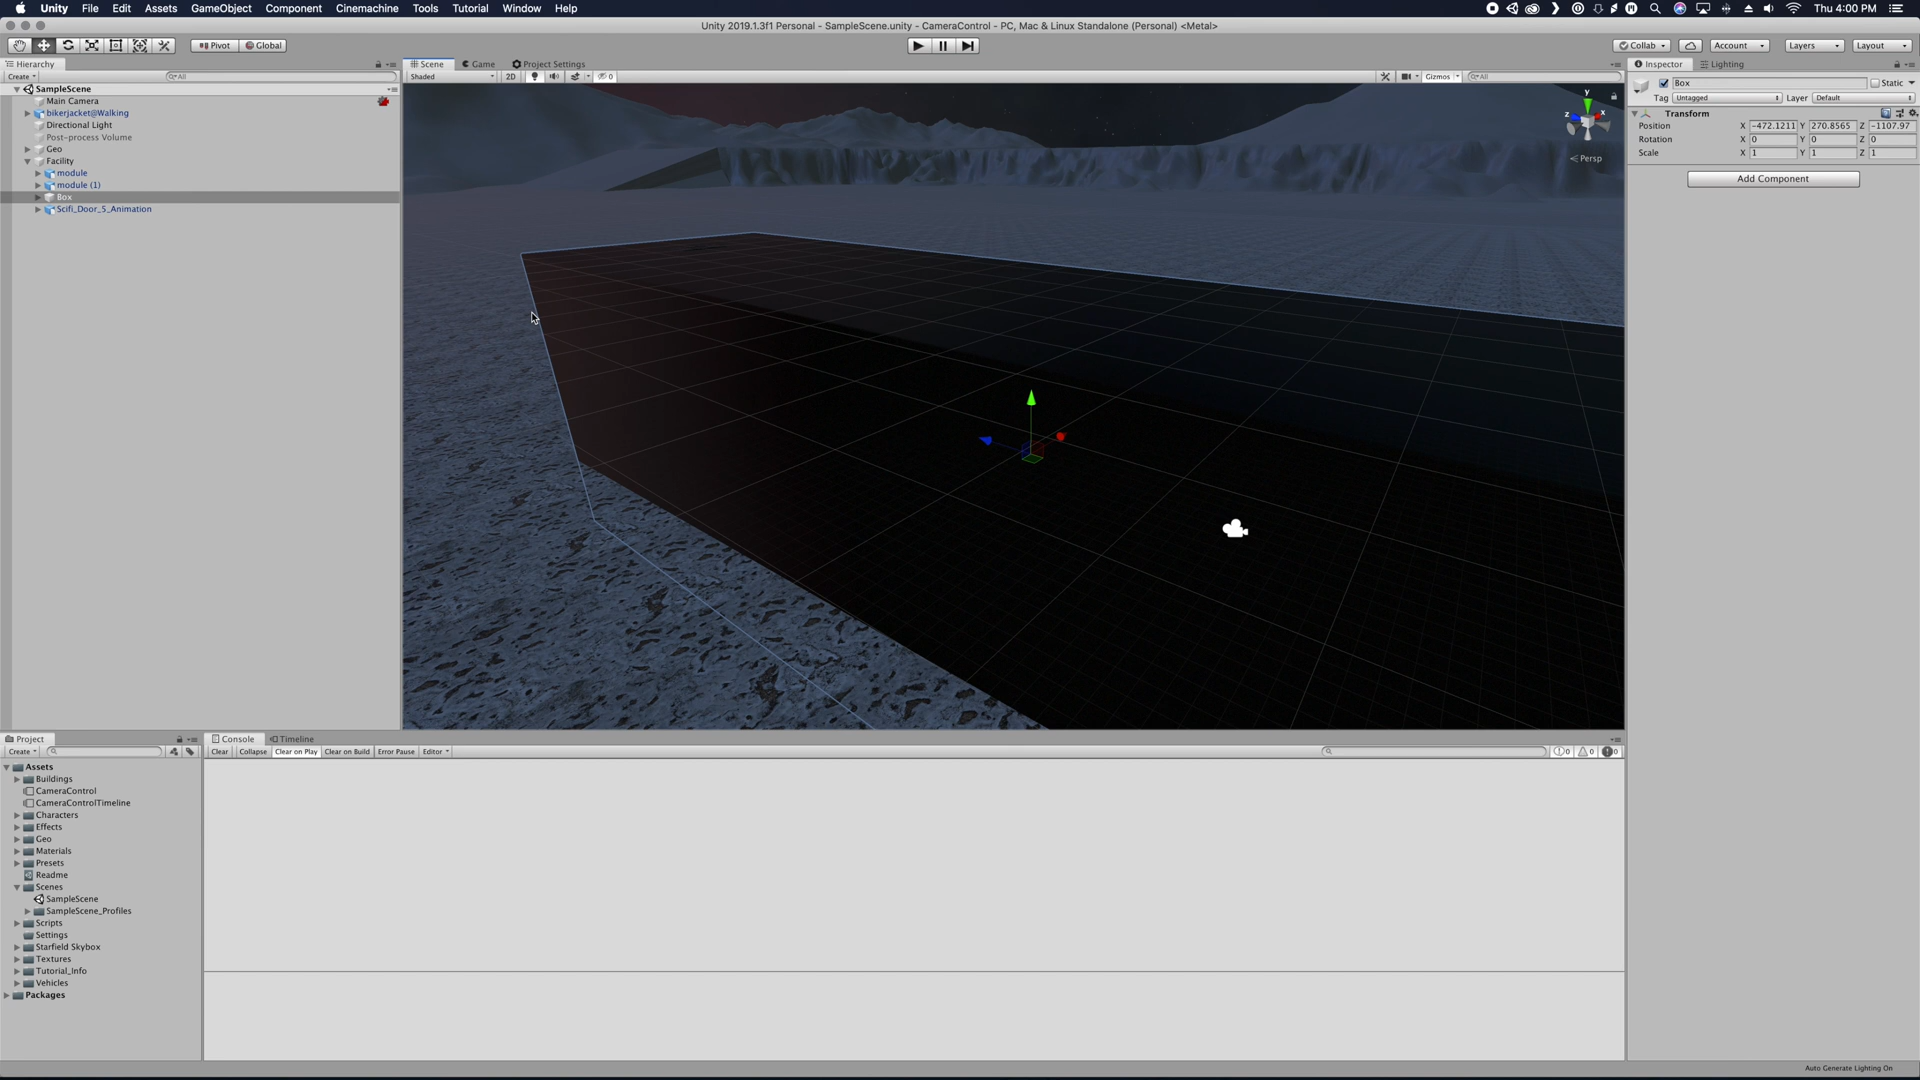 Unity File Edit Assets GameObject Component Cinemachine Tools Tutorial Window Help Thu 4:00 PM
Unity 2019.1.3f1 Personal - SampleScene.unity - CameraControl - PC, Mac & Linux Standalone (Personal) <Metal>
Pivot Global Collab Account Layers Layout
Hierarchy Scene Game Project Settings Inspector Lighting
Create All Shaded 2D 0 Gizmos All Box Static
SampleScene
Main Camera
bikerjacket@Walking
Directional Light
Post-process Volume
Geo
Facility
module
module (1)
Box
Scifi_Door_5_Animation
y
z x
Persp
Tag Untagged Layer Default
Transform
Position X -472.1211 Y 270.8565 Z -1107.97
Rotation X 0 Y 0 Z 0
Scale X 1 Y 1 Z 1
Add Component
Project Console Timeline
Create Clear Collapse Clear on Play Clear on Build Error Pause Editor 0 0 0
Assets
Buildings
CameraControl
CameraControlTimeline
Characters
Effects
Geo
Materials
Presets
Readme
Scenes
SampleScene
SampleScene_Profiles
Scripts
Settings
Starfield Skybox
Textures
Tutorial_Info
Vehicles
Packages
Auto Generate Lighting On